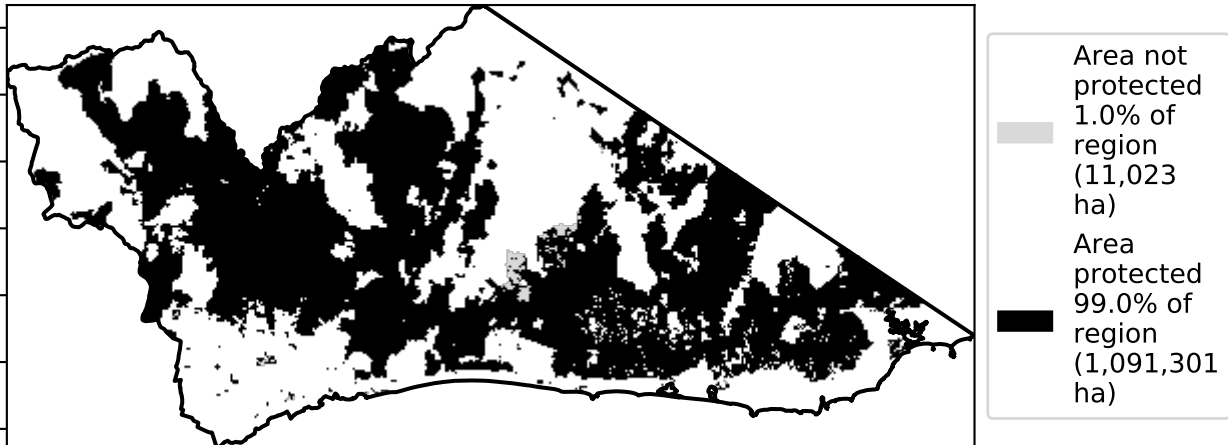 Area not
protected
1.0% of
region
(11,023
ha)
Area
protected
99.0% of
region
(1,091,301
ha)